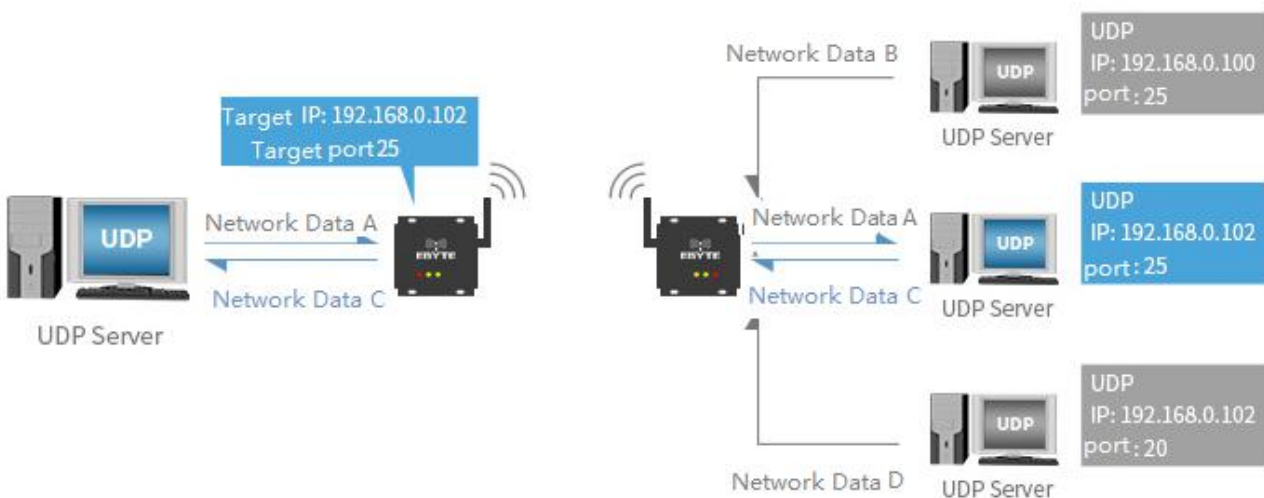 Target IP: 192.168.0.102
Target port25
UDP
UDP Server
Network Data A
Network Data C
EBYTE
EBYTE
Network Data B
UDP
UDP Server
UDP
IP: 192.168.0.100
port: 25
Network Data A
Network Data C
UDP
UDP Server
UDP
IP: 192.168.0.102
port: 25
Network Data D
UDP
UDP Server
UDP
IP: 192.168.0.102
port: 20